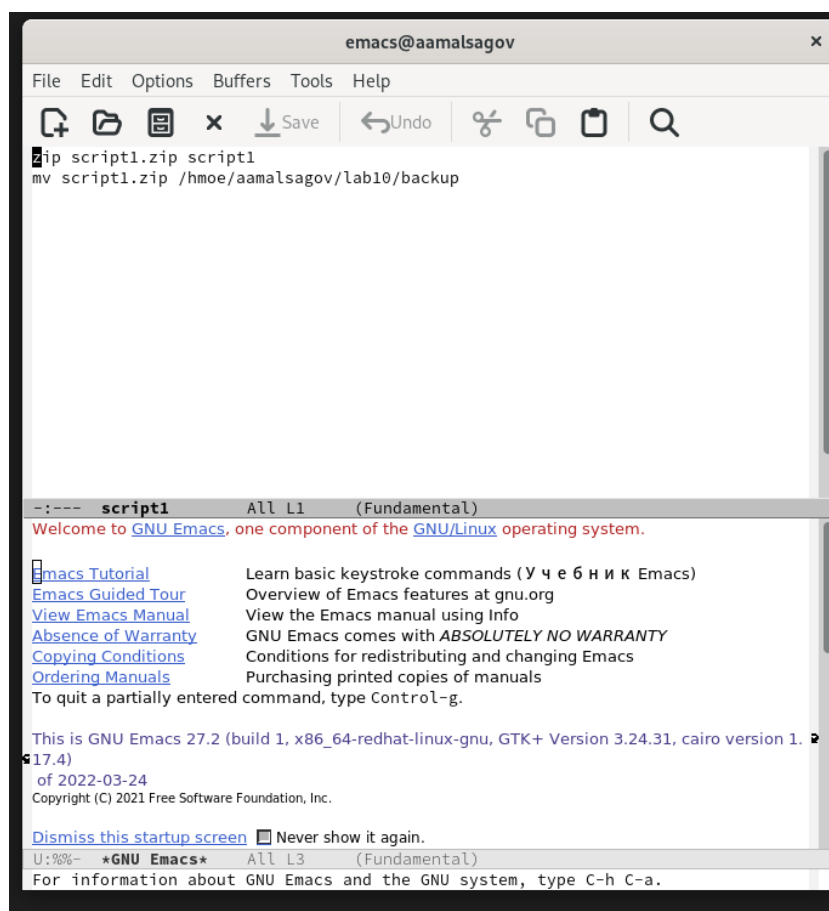 emacs@aamalsagov ×
File Edit Options Buffers Tools Help
Save Undo
zip script1.zip script1
mv script1.zip /hmoe/aamalsagov/lab10/backup
-:--- script1 All L1 (Fundamental)
Welcome to GNU Emacs, one component of the GNU/Linux operating system.
Emacs Tutorial Learn basic keystroke commands (Учебник Emacs)
Emacs Guided Tour Overview of Emacs features at gnu.org
View Emacs Manual View the Emacs manual using Info
Absence of Warranty GNU Emacs comes with ABSOLUTELY NO WARRANTY
Copying Conditions Conditions for redistributing and changing Emacs
Ordering Manuals Purchasing printed copies of manuals
To quit a partially entered command, type Control-g.
This is GNU Emacs 27.2 (build 1, x86_64-redhat-linux-gnu, GTK+ Version 3.24.31, cairo version 1.
17.4)
of 2022-03-24
Copyright (C) 2021 Free Software Foundation, Inc.
Dismiss this startup screen Never show it again.
U:%%- *GNU Emacs* All L3 (Fundamental)
For information about GNU Emacs and the GNU system, type C-h C-a.